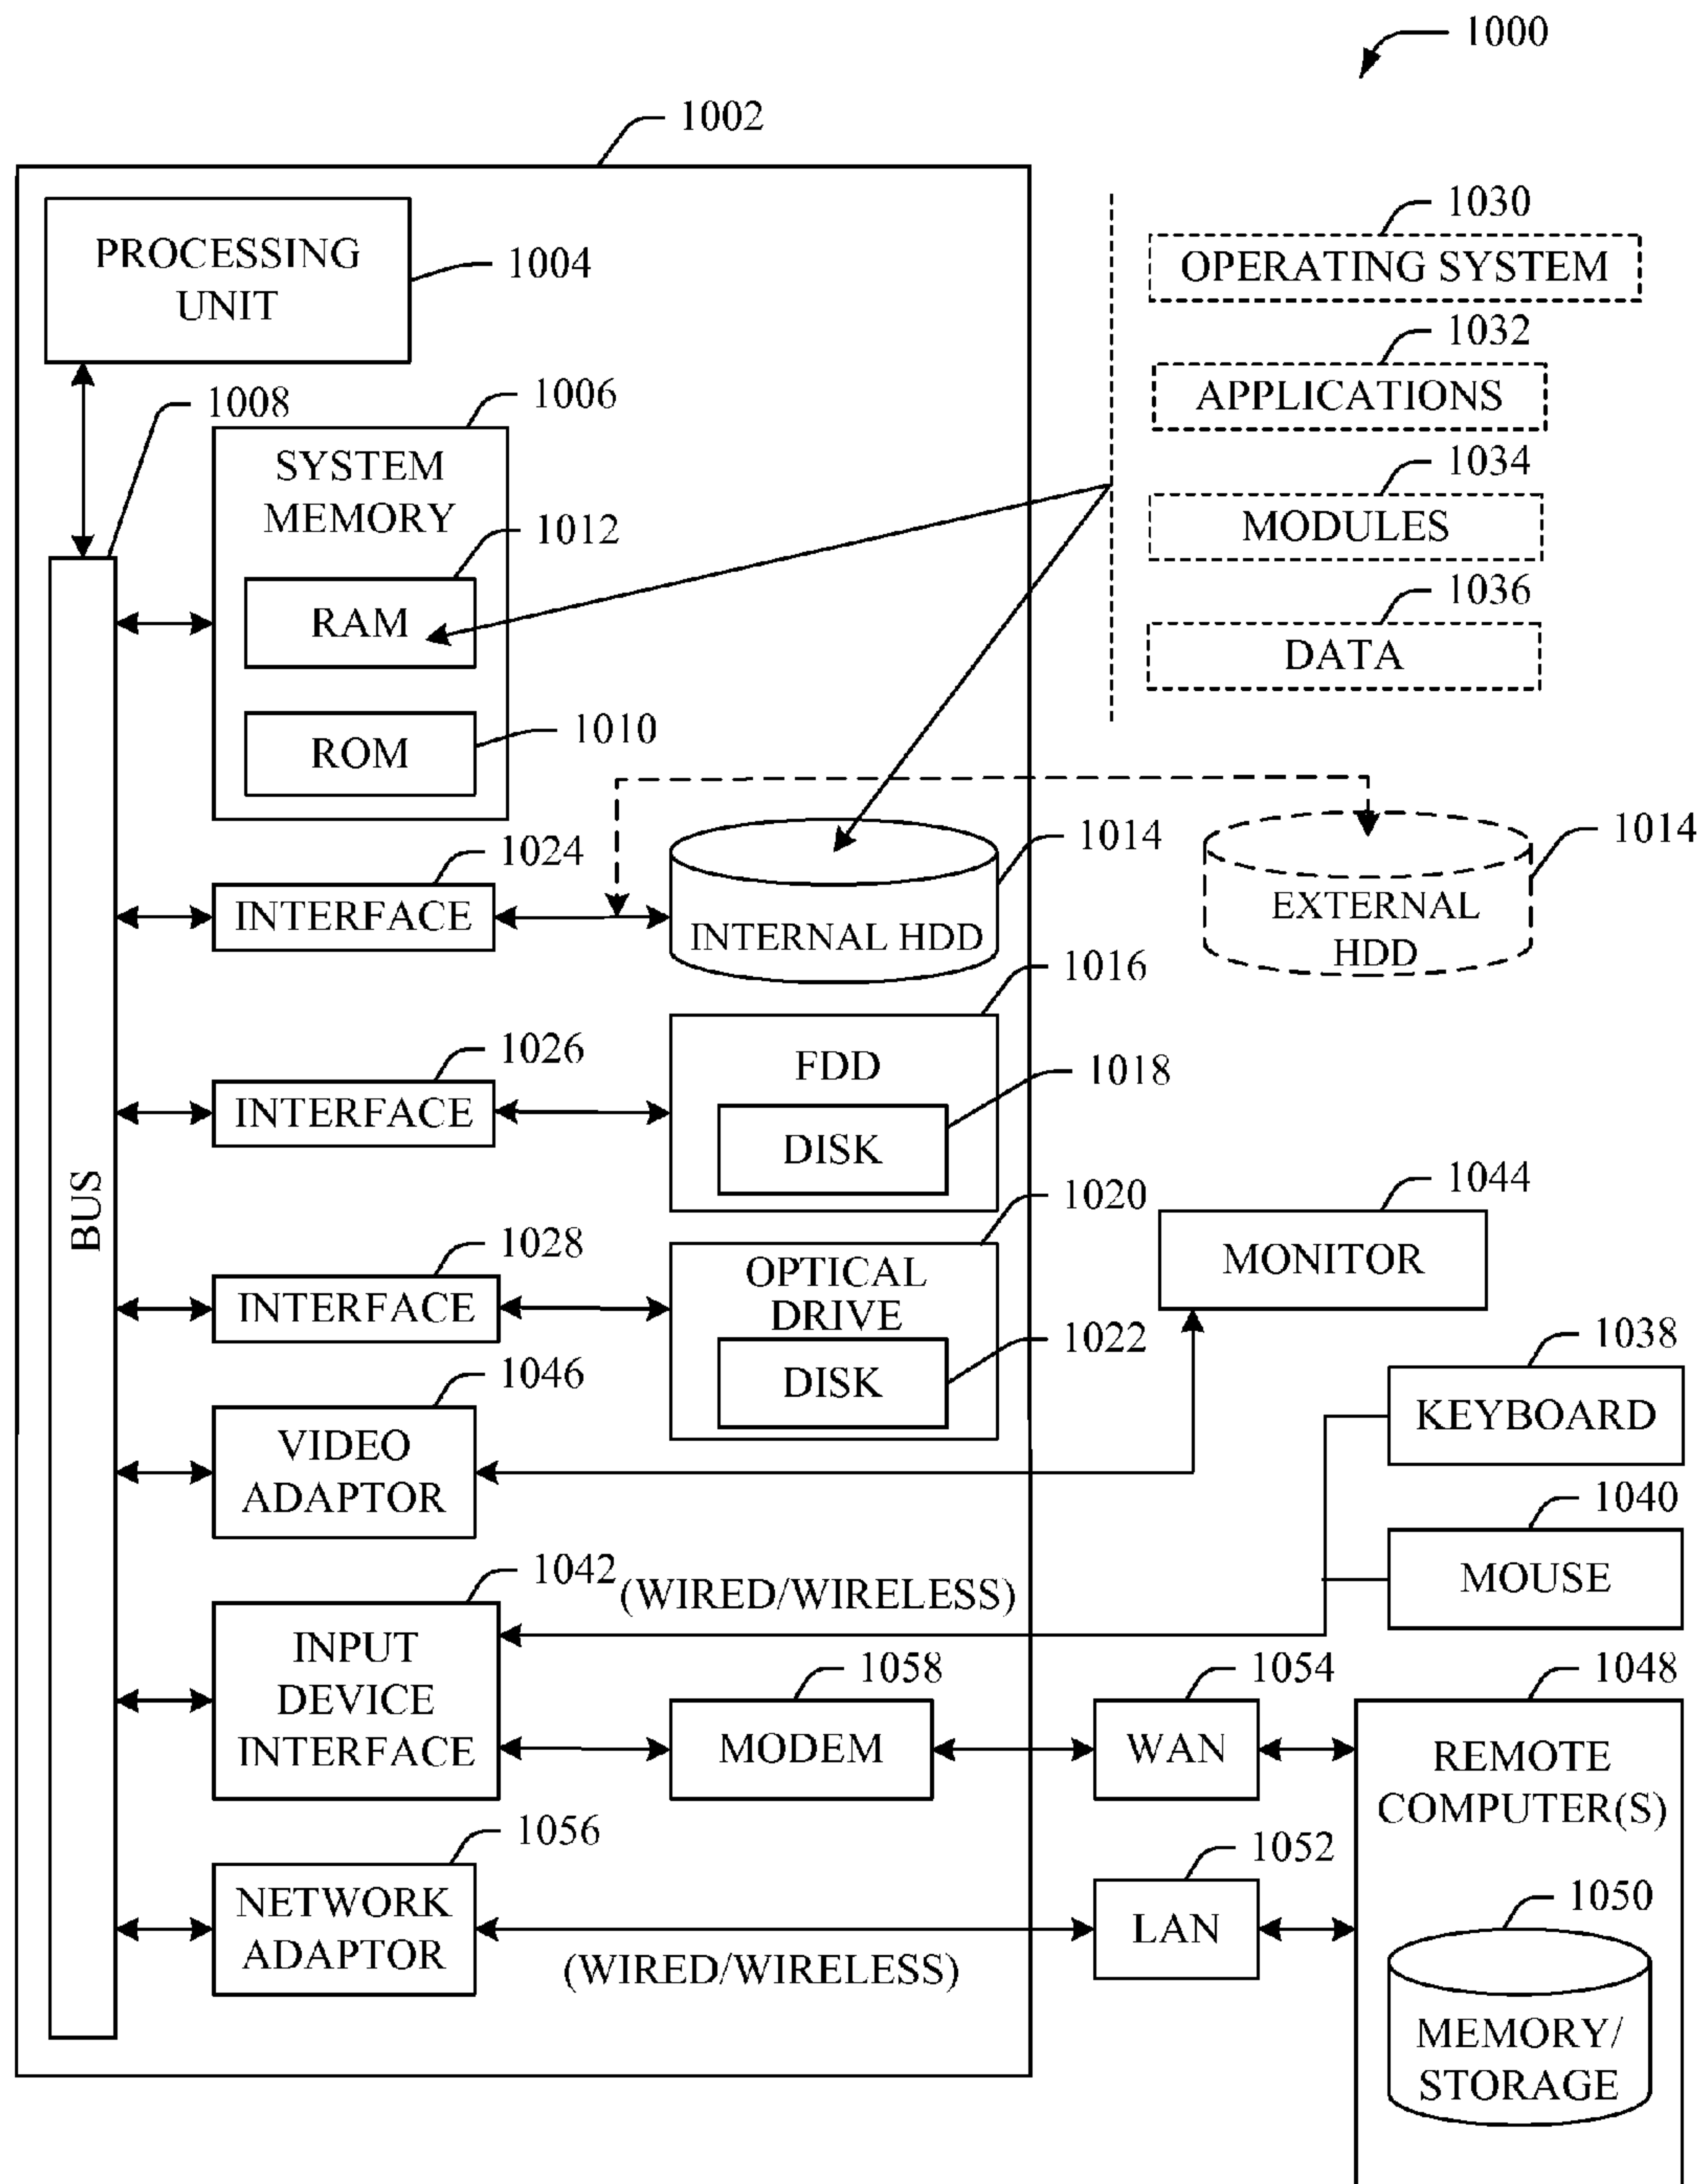 1000
1002
PROCESSING
UNIT
1004
1030
OPERATING SYSTEM
1032
APPLICATIONS
1034
MODULES
1036
DATA
1008
1006
SYSTEM
MEMORY
1012
RAM
1010
ROM
BUS
1024
INTERFACE
1014
INTERNAL HDD
1014
EXTERNAL
HDD
1026
INTERFACE
1016
FDD
1018
DISK
1028
INTERFACE
1020
OPTICAL
DRIVE
1022
DISK
1044
MONITOR
1046
VIDEO
ADAPTOR
1038
KEYBOARD
1040
MOUSE
1042
(WIRED/WIRELESS)
INPUT
DEVICE
INTERFACE
1058
MODEM
1054
WAN
1048
REMOTE
COMPUTER(S)
1056
NETWORK
ADAPTOR
(WIRED/WIRELESS)
1052
LAN
1050
MEMORY/
STORAGE